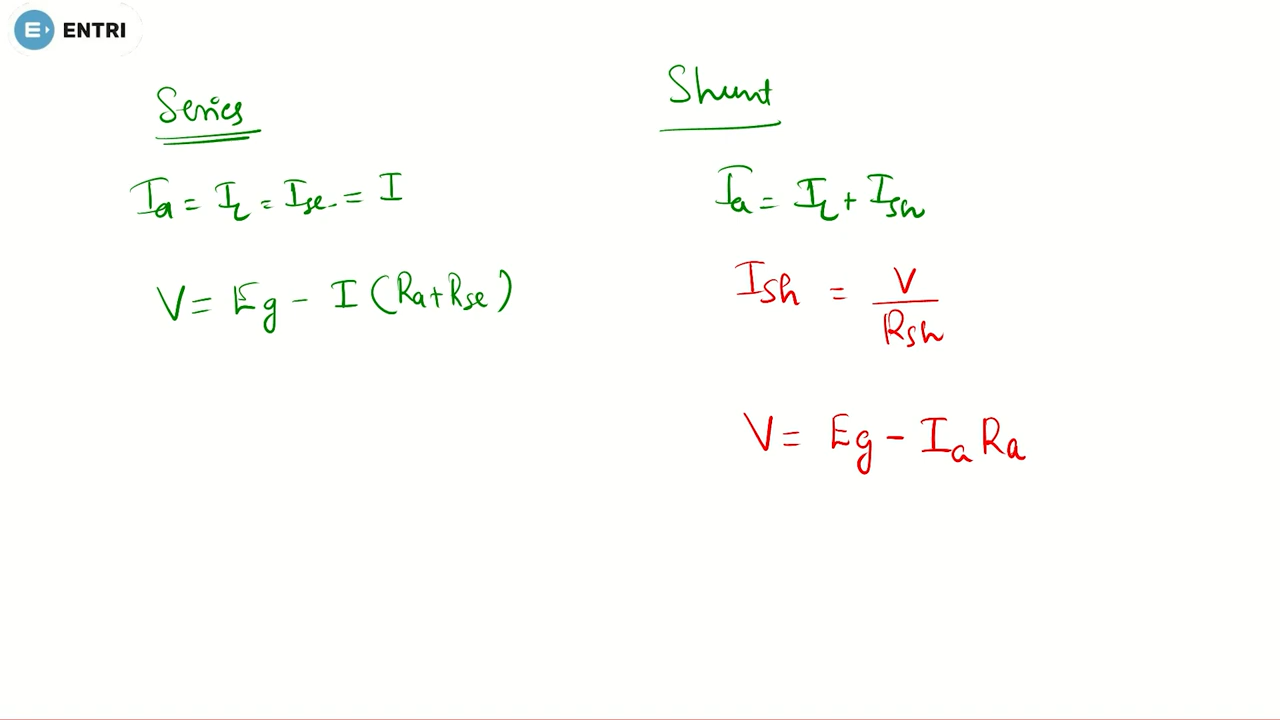 ENTRI
Series
Ia = IL = Ise = I
V = Eg - I (Ra+Rse)
Shunt
Ia = IL + Ish
Ish = V
Rsh
V = Eg - Ia Ra